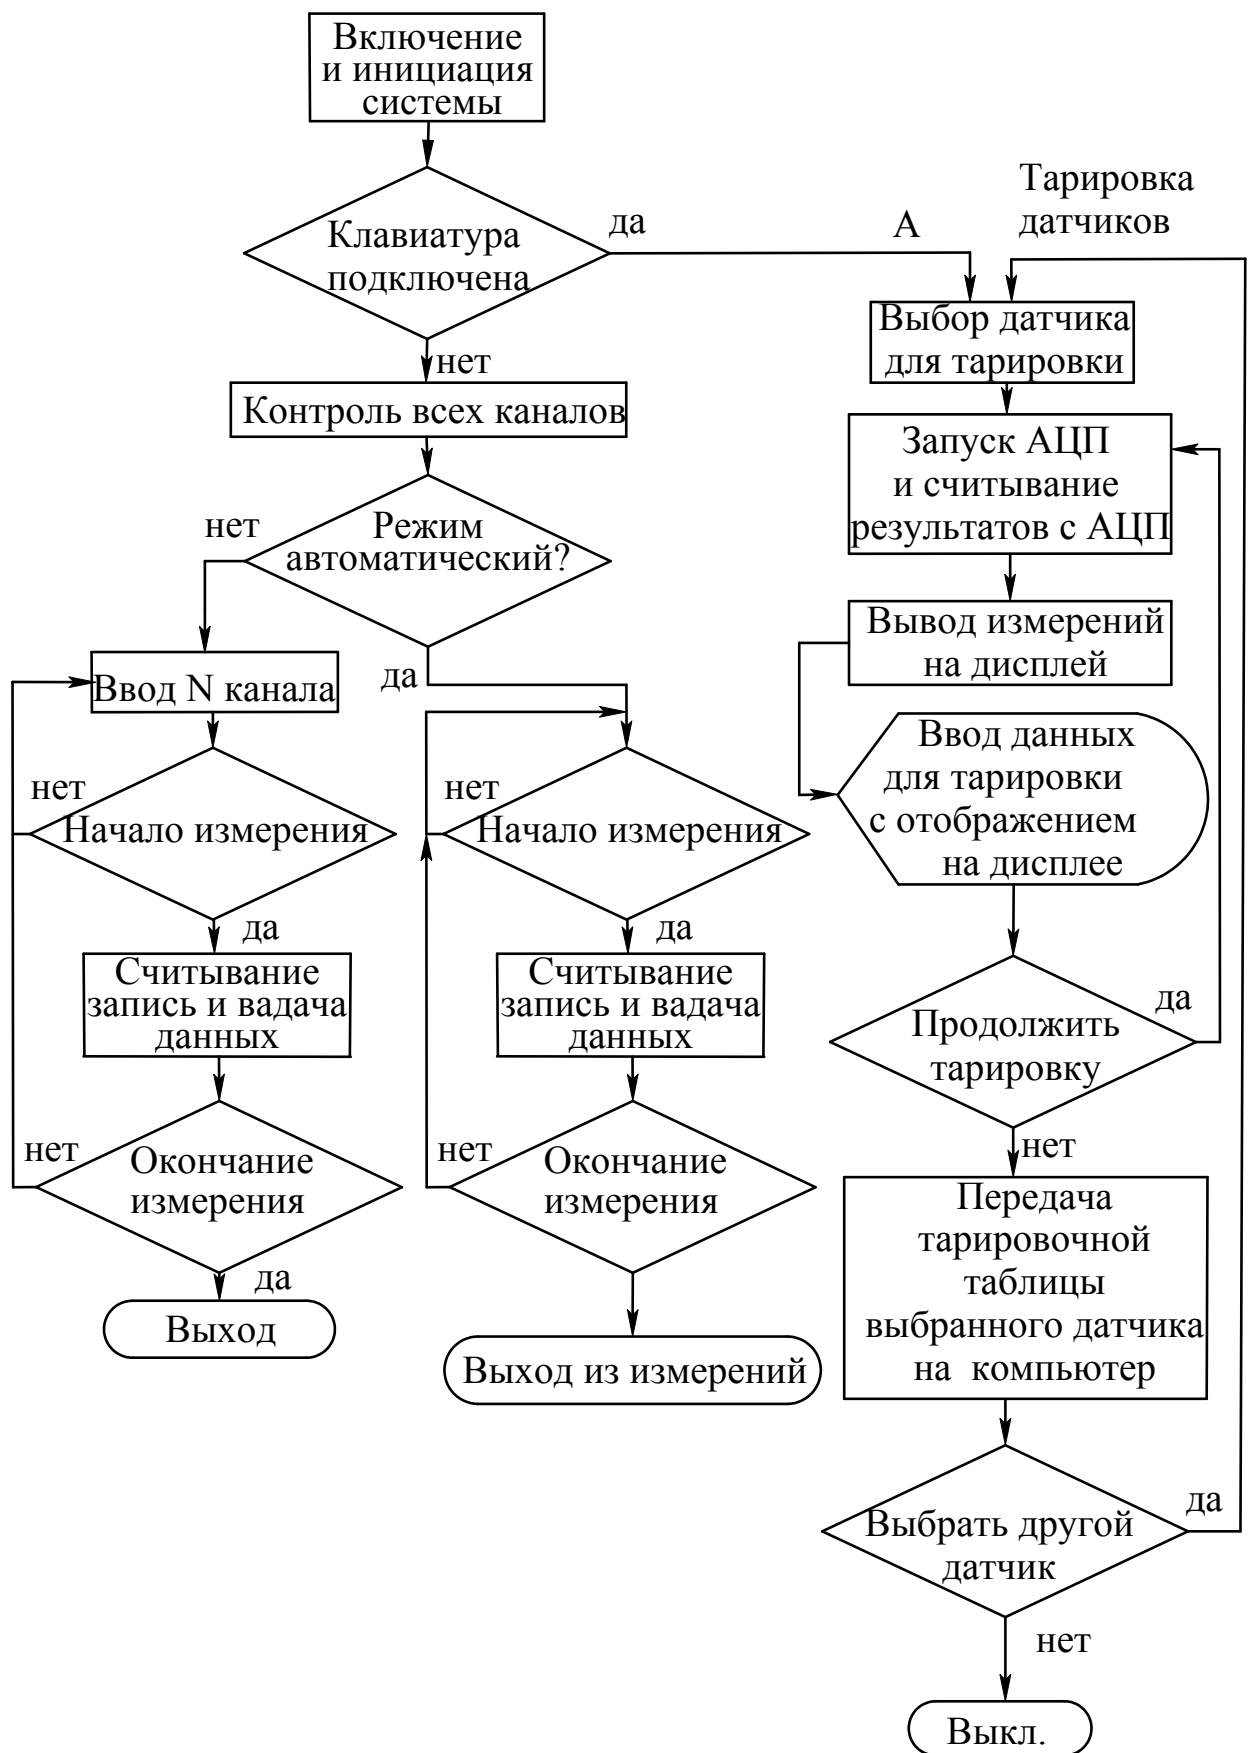 Включение
и инициация
системы
Клавиатура
подключена
да
А
Тарировка
датчиков
нет
Контроль всех каналов
Выбор датчика
для тарировки
Запуск АЦП
и считывание
результатов с АЦП
Режим
автоматический?
нет
да
Вывод измерений
на дисплей
Ввод N канала
Ввод данных
для тарировки
с отображением
на дисплее
нет
Начало измерения
да
нет
Начало измерения
да
Считывание
запись и вадача
данных
Считывание
запись и вадача
данных
Продолжить
тарировку
да
нет
нет
Окончание
измерения
да
Выход
нет
Окончание
измерения
Выход из измерений
Передача
тарировочной
таблицы
выбранного датчика
на компьютер
Выбрать другой
датчик
да
нет
Выкл.